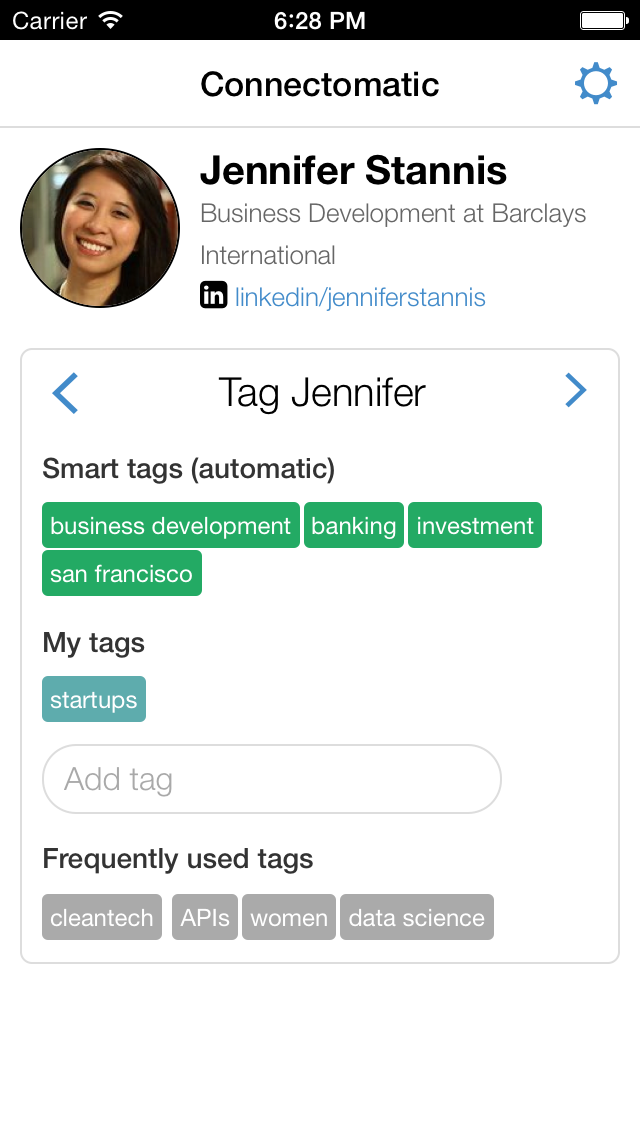 Carrier 6:28 PM
Connectomatic
Jennifer Stannis
Business Development at Barclays
International
in linkedin/jenniferstannis
Tag Jennifer
Smart tags (automatic)
business development banking investment
san francisco
My tags
startups
Add tag
Frequently used tags
cleantech APIs women data science